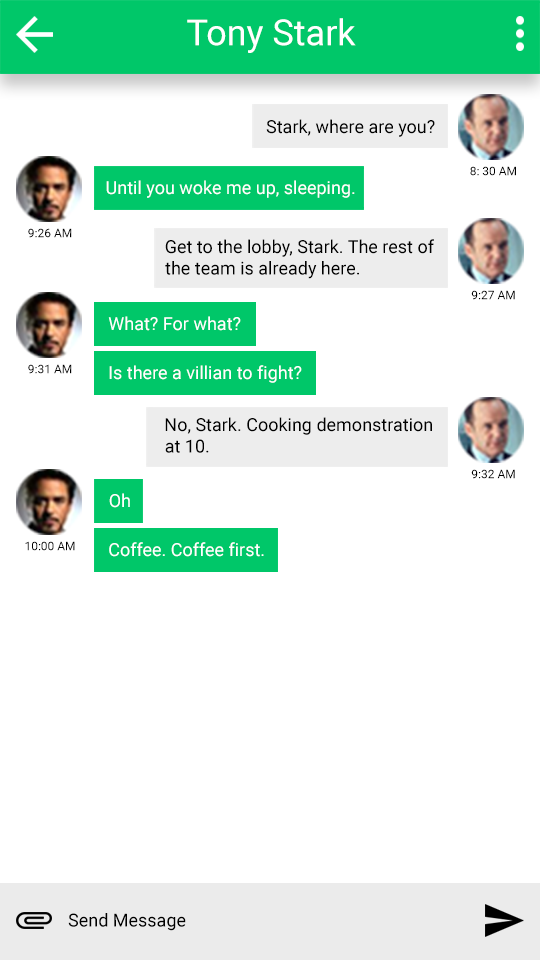 Tony Stark
Stark, where are you?
8: 30 AM
Until you woke me up, sleeping.
9:26 AM
Get to the lobby, Stark. The rest of
the team is already here.
9:27 AM
What? For what?
9:31 AM
Is there a villian to fight?
No, Stark. Cooking demonstration
at 10.
9:32 AM
Oh
10:00 AM
Coffee. Coffee first.
Send Message